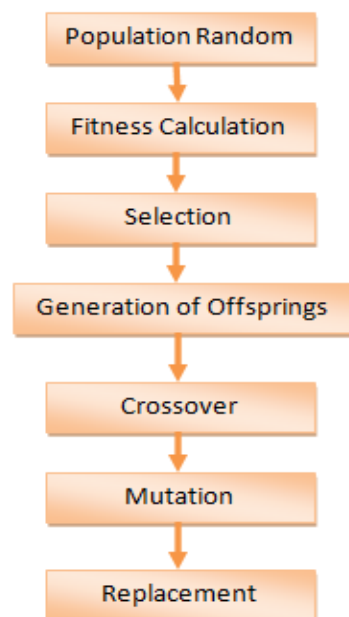 Population Random
Fitness Calculation
Selection
Generation of Offsprings
Crossover
Mutation
Replacement